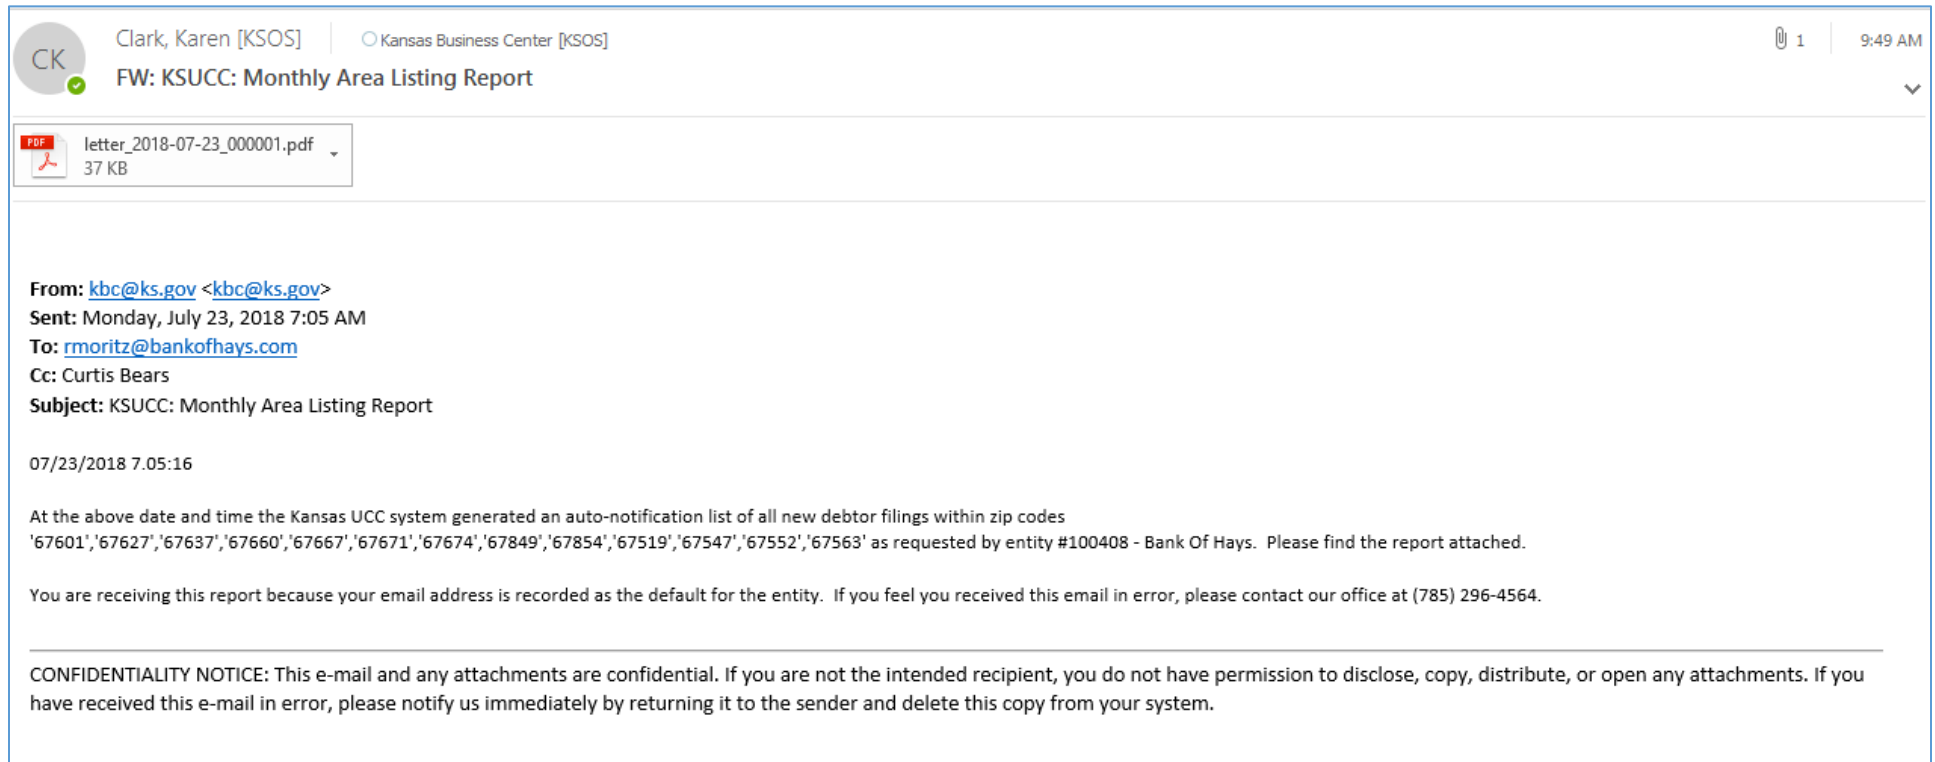 CK
Clark, Karen [KSOS]
Kansas Business Center [KSOS]
1
9:49 AM
FW: KSUCC: Monthly Area Listing Report
PDF
letter_2018-07-23_000001.pdf
37 KB
From: kbc@ks.gov <kbc@ks.gov>
Sent: Monday, July 23, 2018 7:05 AM
To: rmoritz@bankofhays.com
Cc: Curtis Bears
Subject: KSUCC: Monthly Area Listing Report
07/23/2018 7.05:16
At the above date and time the Kansas UCC system generated an auto-notification list of all new debtor filings within zip codes
'67601','67627','67637','67660','67667','67671','67674','67849','67854','67519','67547','67552','67563' as requested by entity #100408 - Bank Of Hays.  Please find the report attached.
You are receiving this report because your email address is recorded as the default for the entity.  If you feel you received this email in error, please contact our office at (785) 296-4564.
CONFIDENTIALITY NOTICE: This e-mail and any attachments are confidential. If you are not the intended recipient, you do not have permission to disclose, copy, distribute, or open any attachments. If you
have received this e-mail in error, please notify us immediately by returning it to the sender and delete this copy from your system.